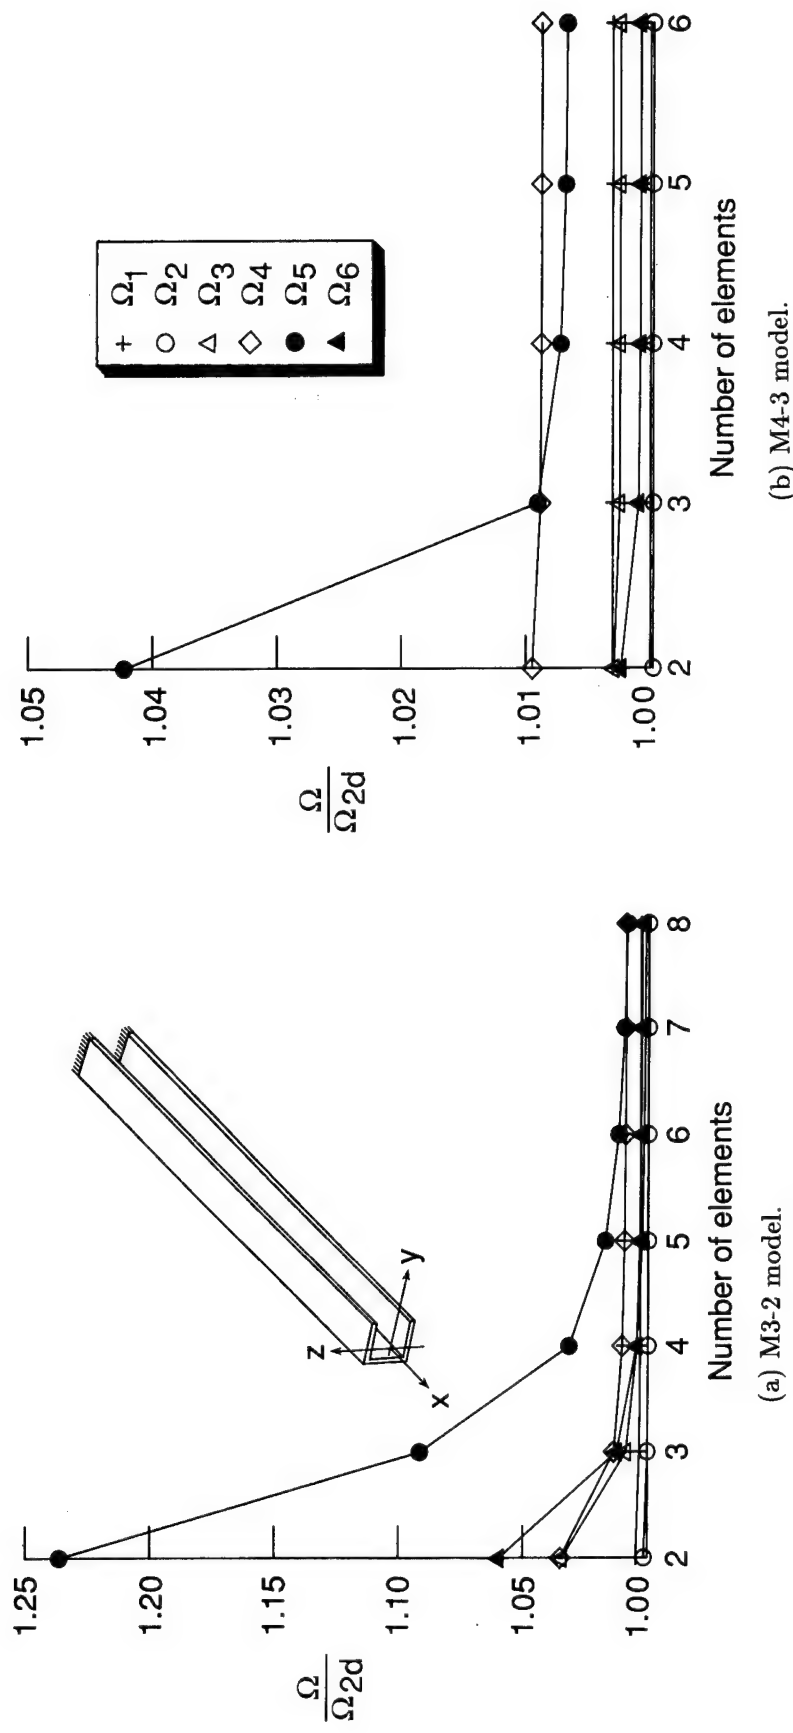 1.25
1.20
1.15
1.10
1.05
1.00
Ω
Ω2d
z
y
x
2 3 4 5 6 7 8
Number of elements
(a) M3-2 model.
1.05
1.04
1.03
1.02
1.01
1.00
Ω
Ω2d
+ Ω1
○ Ω2
△ Ω3
◇ Ω4
● Ω5
▲ Ω6
2 3 4 5 6
Number of elements
(b) M4-3 model.